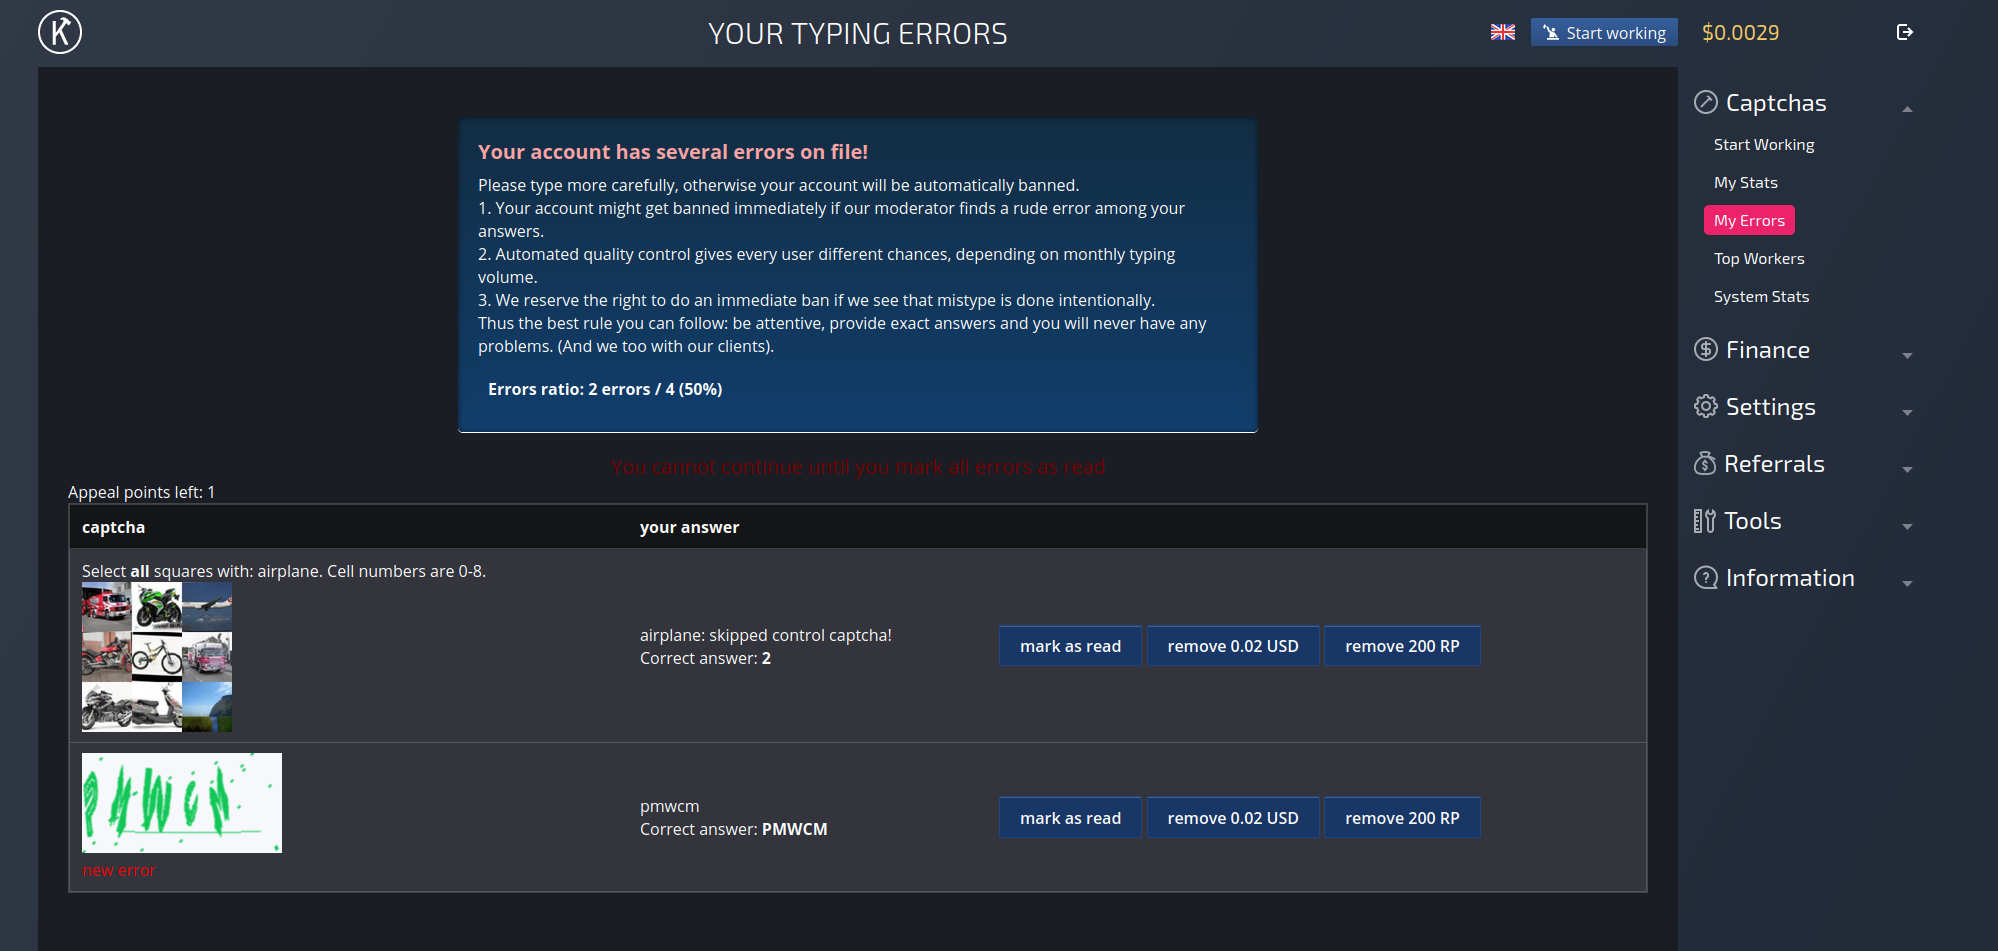 K
YOUR TYPING ERRORS
Start working
$0.0029
Your account has several errors on file!
Please type more carefully, otherwise your account will be automatically banned.
1. Your account might get banned immediately if our moderator finds a rude error among your
answers.
2. Automated quality control gives every user different chances, depending on monthly typing
volume.
3. We reserve the right to do an immediate ban if we see that mistype is done intentionally.
Thus the best rule you can follow: be attentive, provide exact answers and you will never have any
problems. (And we too with our clients).
Errors ratio: 2 errors / 4 (50%)
You cannot continue until you mark all errors as read
Appeal points left: 1
captcha
your answer
Select all squares with: airplane. Cell numbers are 0-8.
airplane: skipped control captcha!
Correct answer: 2
mark as read
remove 0.02 USD
remove 200 RP
PMWCM
new error
pmwcm
Correct answer: PMWCM
mark as read
remove 0.02 USD
remove 200 RP
Captchas
Start Working
My Stats
My Errors
Top Workers
System Stats
Finance
Settings
Referrals
Tools
Information